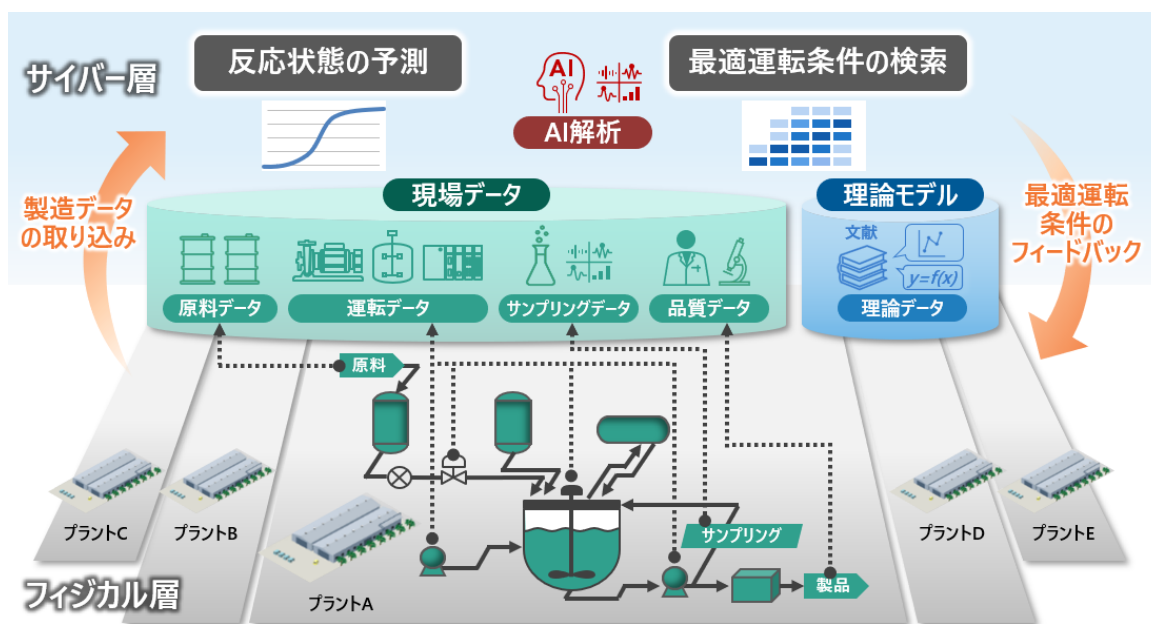 サイバー層
反応状態の予測
AI
AI解析
最適運転条件の検索
製造データ
の取り込み
現場データ
原料データ
運転データ
サンプリングデータ
品質データ
理論モデル
文献
y=f(x)
理論データ
最適運転
条件の
フィードバック
原料
サンプリング
製品
プラントC
プラントB
プラントA
プラントD
プラントE
フィジカル層